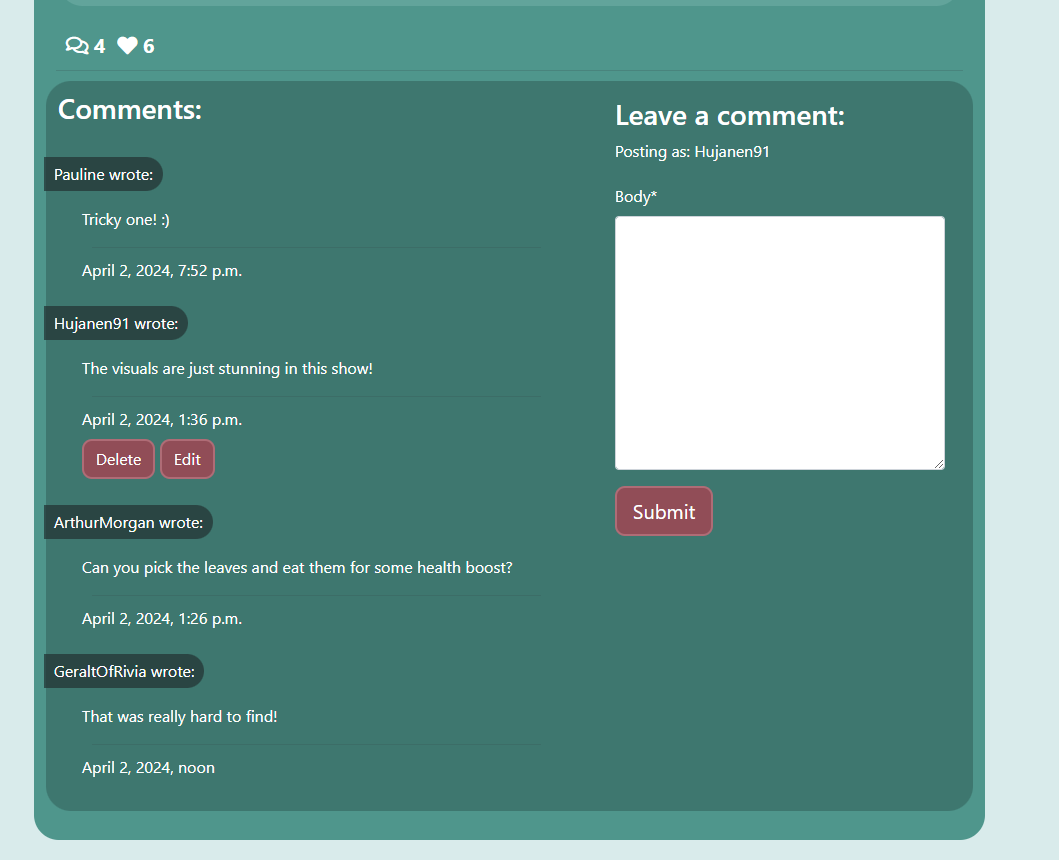 4 6
Comments:
Pauline wrote:
Tricky one! :)
April 2, 2024, 7:52 p.m.
Hujanen91 wrote:
The visuals are just stunning in this show!
April 2, 2024, 1:36 p.m.
Delete Edit
ArthurMorgan wrote:
Can you pick the leaves and eat them for some health boost?
April 2, 2024, 1:26 p.m.
GeraltOfRivia wrote:
That was really hard to find!
April 2, 2024, noon
Leave a comment:
Posting as: Hujanen91
Body*
Submit